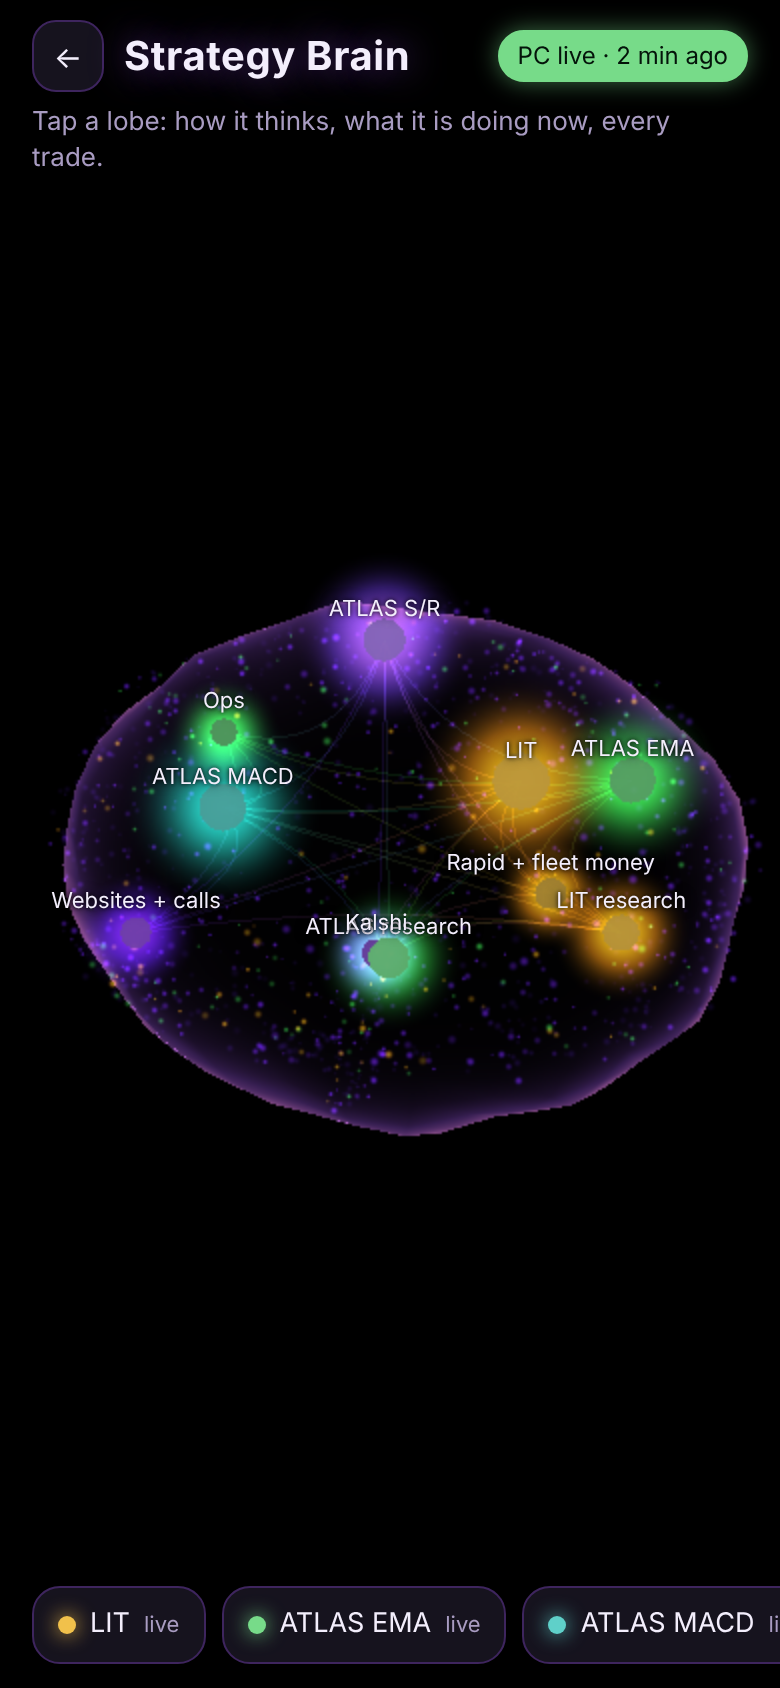 ←
Strategy Brain
PC live · 2 min ago
Tap a lobe: how it thinks, what it is doing now, every
trade.
ATLAS S/R
Ops
LIT
ATLAS EMA
ATLAS MACD
Rapid + fleet money
Websites + calls
LIT research
Kalshi
ATLAS research
LIT live
ATLAS EMA live
ATLAS MACD